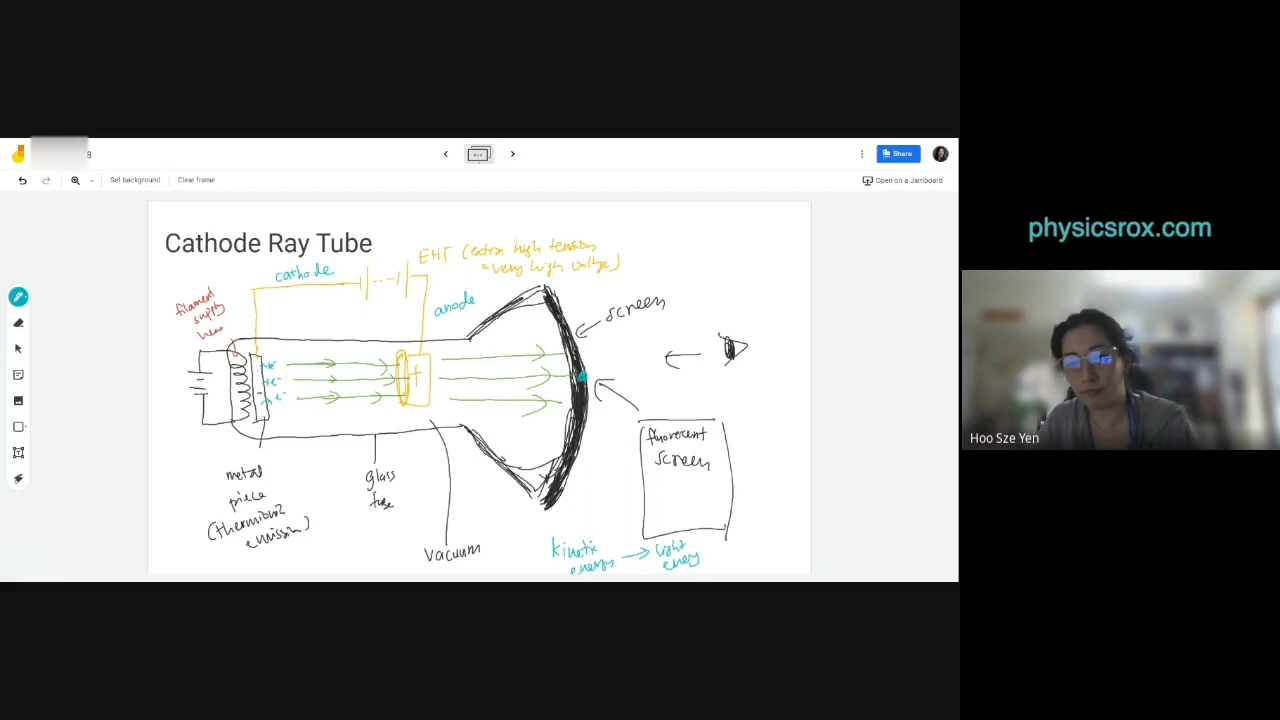 8
Share
Set background
Clear frame
Open on a Jamboard
Cathode Ray Tube
EHT (extra high tension
= very high voltage)
cathode
anode
filament
supply
screen
e-
e-
e-
+
metal
piece
(thermionic
emission)
glass
vacuum
fluorecent
screen
kinetic
energy
→ light
energy
physicsrox.com
Hoo Sze Yen